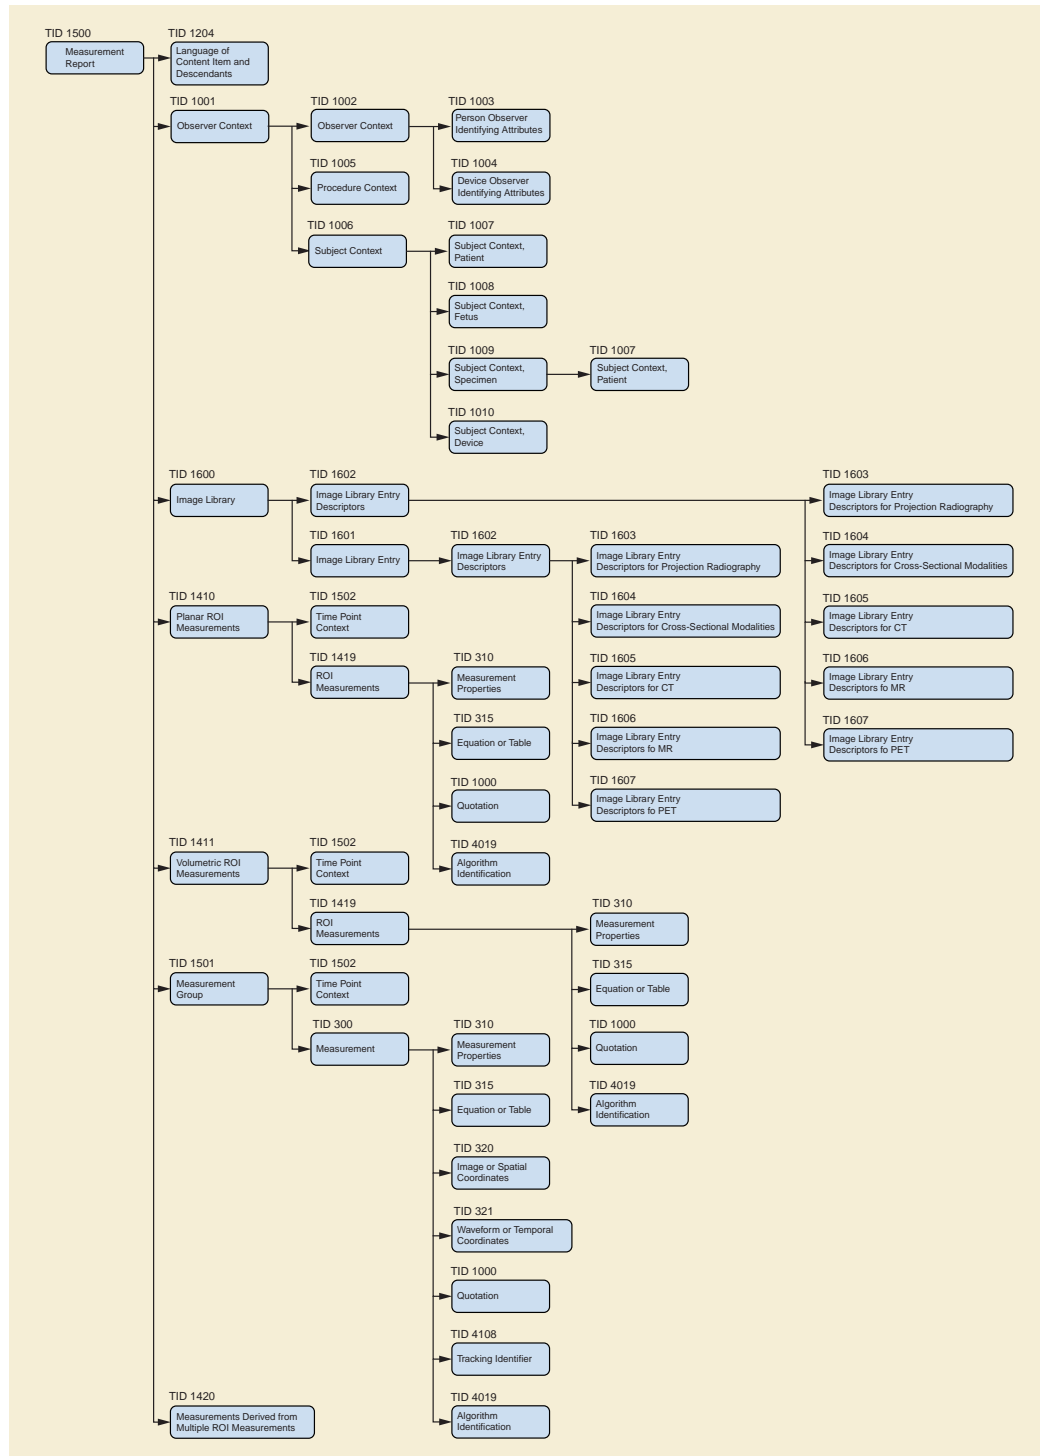 TID 1500
Measurement
Report
TID 1204
Language of
Content Item and
Descendants
TID 1001
Observer Context
TID 1002
Observer Context
TID 1003
Person Observer
Identifying Attributes
TID 1004
Device Observer
Identifying Attributes
TID 1005
Procedure Context
TID 1006
Subject Context
TID 1007
Subject Context,
Patient
TID 1008
Subject Context,
Fetus
TID 1009
Subject Context,
Specimen
TID 1007
Subject Context,
Patient
TID 1010
Subject Context,
Device
TID 1600
Image Library
TID 1602
Image Library Entry
Descriptors
TID 1603
Image Library Entry
Descriptors for Projection Radiography
TID 1604
Image Library Entry
Descriptors for Cross-Sectional Modalities
TID 1605
Image Library Entry
Descriptors for CT
TID 1606
Image Library Entry
Descriptors fo MR
TID 1607
Image Library Entry
Descriptors fo PET
TID 1601
Image Library Entry
TID 1602
Image Library Entry
Descriptors
TID 1603
Image Library Entry
Descriptors for Projection Radiography
TID 1604
Image Library Entry
Descriptors for Cross-Sectional Modalities
TID 1605
Image Library Entry
Descriptors for CT
TID 1606
Image Library Entry
Descriptors fo MR
TID 1607
Image Library Entry
Descriptors fo PET
TID 1410
Planar ROI
Measurements
TID 1502
Time Point
Context
TID 1419
ROI
Measurements
TID 310
Measurement
Properties
TID 315
Equation or Table
TID 1000
Quotation
TID 4019
Algorithm
Identification
TID 1411
Volumetric ROI
Measurements
TID 1502
Time Point
Context
TID 1419
ROI
Measurements
TID 310
Measurement
Properties
TID 315
Equation or Table
TID 1000
Quotation
TID 4019
Algorithm
Identification
TID 1501
Measurement
Group
TID 1502
Time Point
Context
TID 300
Measurement
TID 310
Measurement
Properties
TID 315
Equation or Table
TID 320
Image or Spatial
Coordinates
TID 321
Waveform or Temporal
Coordinates
TID 1000
Quotation
TID 4108
Tracking Identifier
TID 4019
Algorithm
Identification
TID 1420
Measurements Derived from
Multiple ROI Measurements